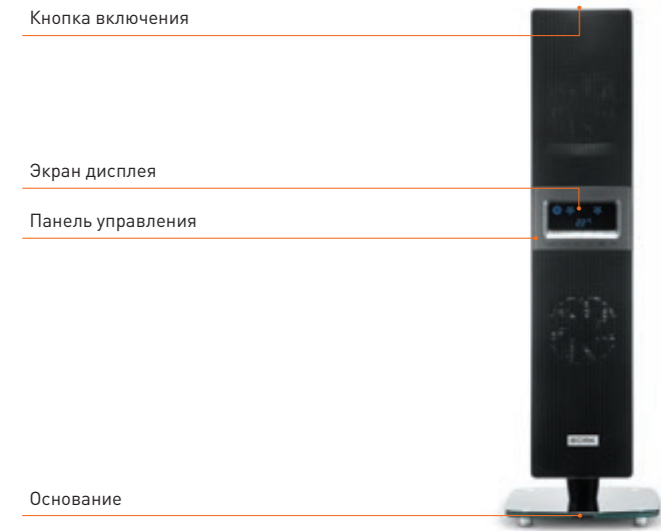 Кнопка включения
Экран дисплея
Панель управления
Основание